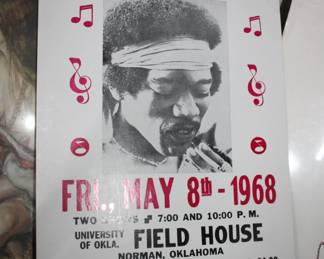 FRI., MAY 8th - 1968
TWO SHOWS 7:00 AND 10:00 P. M.
UNIVERSITY OF OKLA. FIELD HOUSE
NORMAN, OKLAHOMA